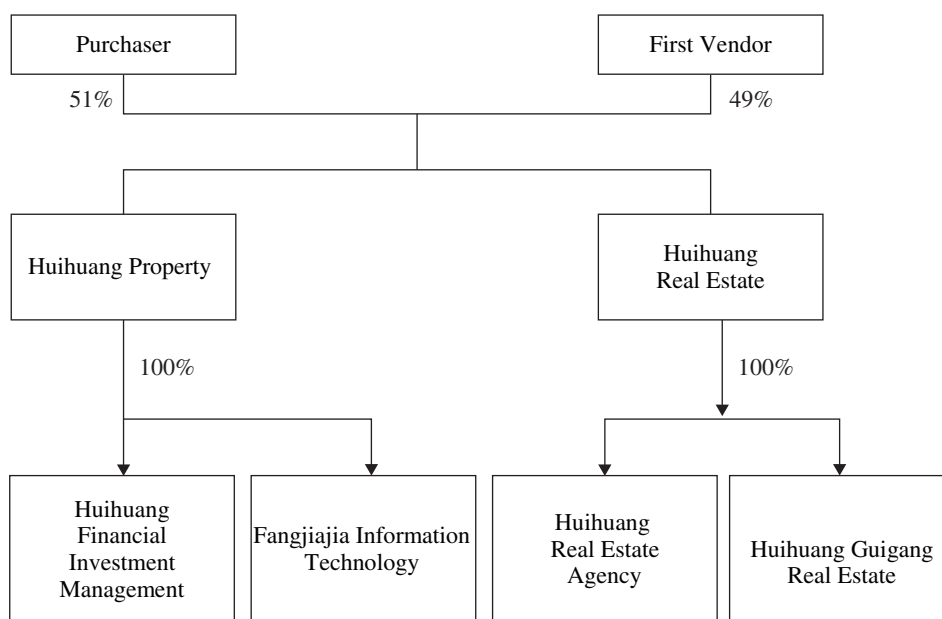 Purchaser
First Vendor
51%
49%
Huihuang Property
Huihuang
Real Estate
100%
100%
Huihuang
Financial
Investment
Management
Fangjiajia Information
Technology
Huihuang
Real Estate
Agency
Huihuang Guigang
Real Estate